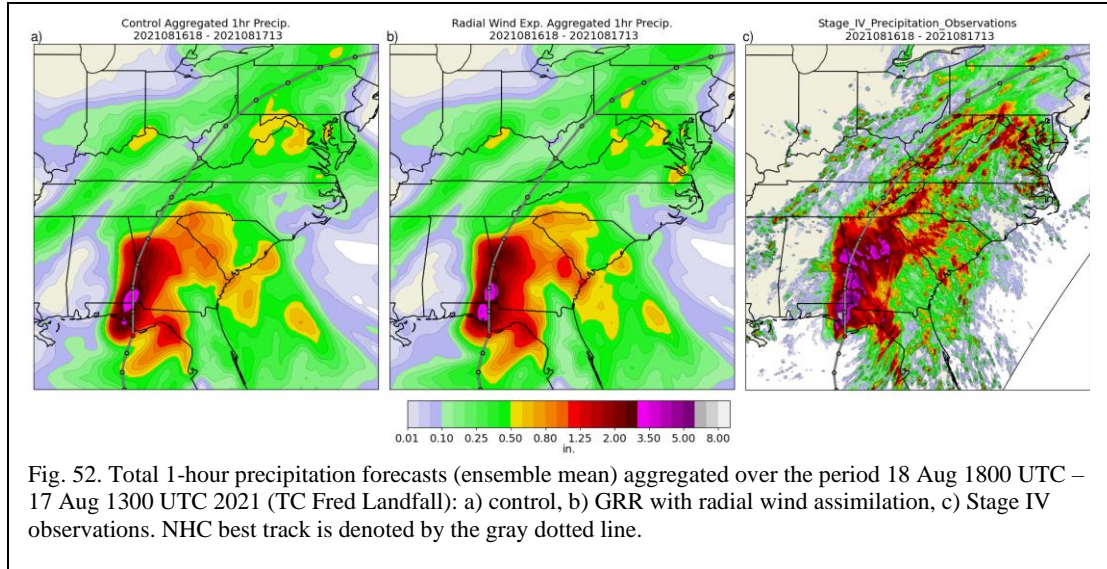 Control Aggregated 1hr Precip.
2021081618 - 2021081713
a)
Radial Wind Exp. Aggregated 1hr Precip.
2021081618 - 2021081713
b)
Stage_IV_Precipitation_Observations
2021081618 - 2021081713
c)
0.01 0.10 0.25 0.50 0.80 1.25 2.00 3.50 5.00 8.00
in.
Fig. 52. Total 1-hour precipitation forecasts (ensemble mean) aggregated over the period 18 Aug 1800 UTC –
17 Aug 1300 UTC 2021 (TC Fred Landfall): a) control, b) GRR with radial wind assimilation, c) Stage IV
observations. NHC best track is denoted by the gray dotted line.